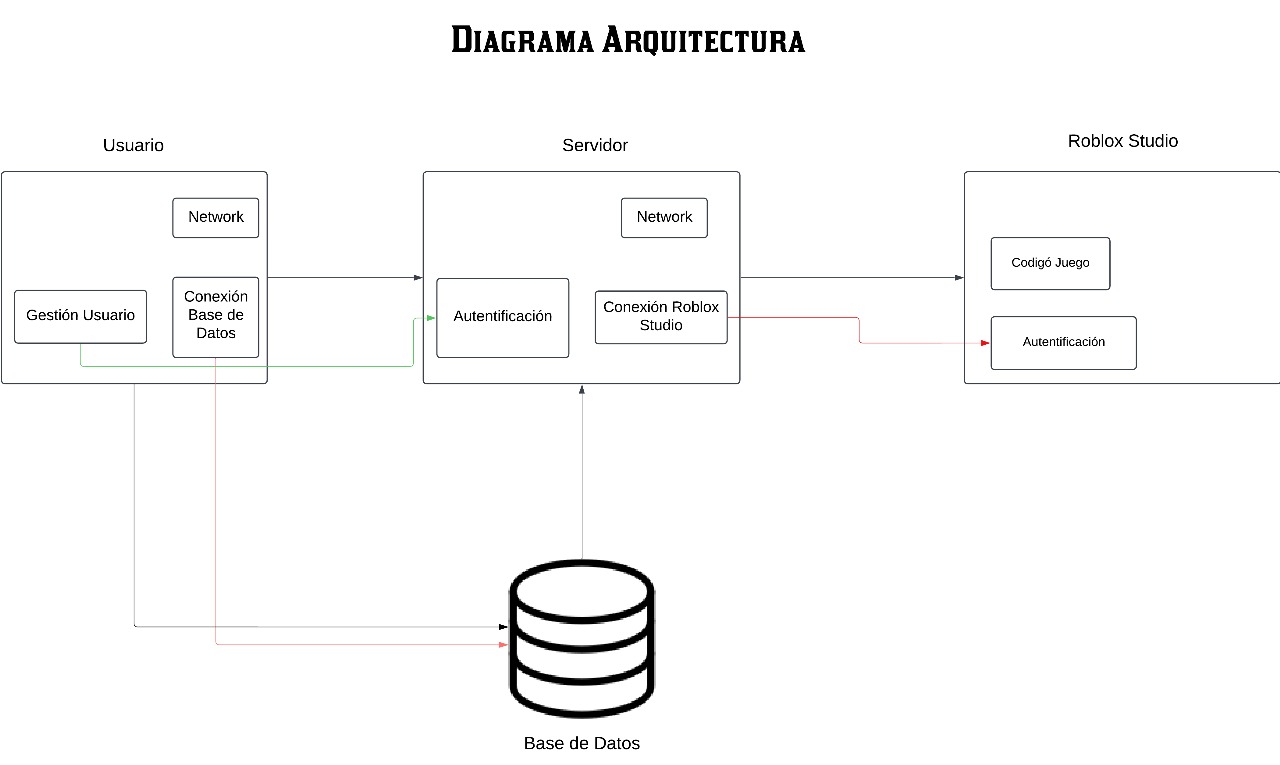 DIAGRAMA ARQUITECTURA
Usuario
Servidor
Roblox Studio
Network
Gestión Usuario
Conexión
Base de
Datos
Network
Autentificación
Conexión Roblox
Studio
Codigó Juego
Autentificación
Base de Datos